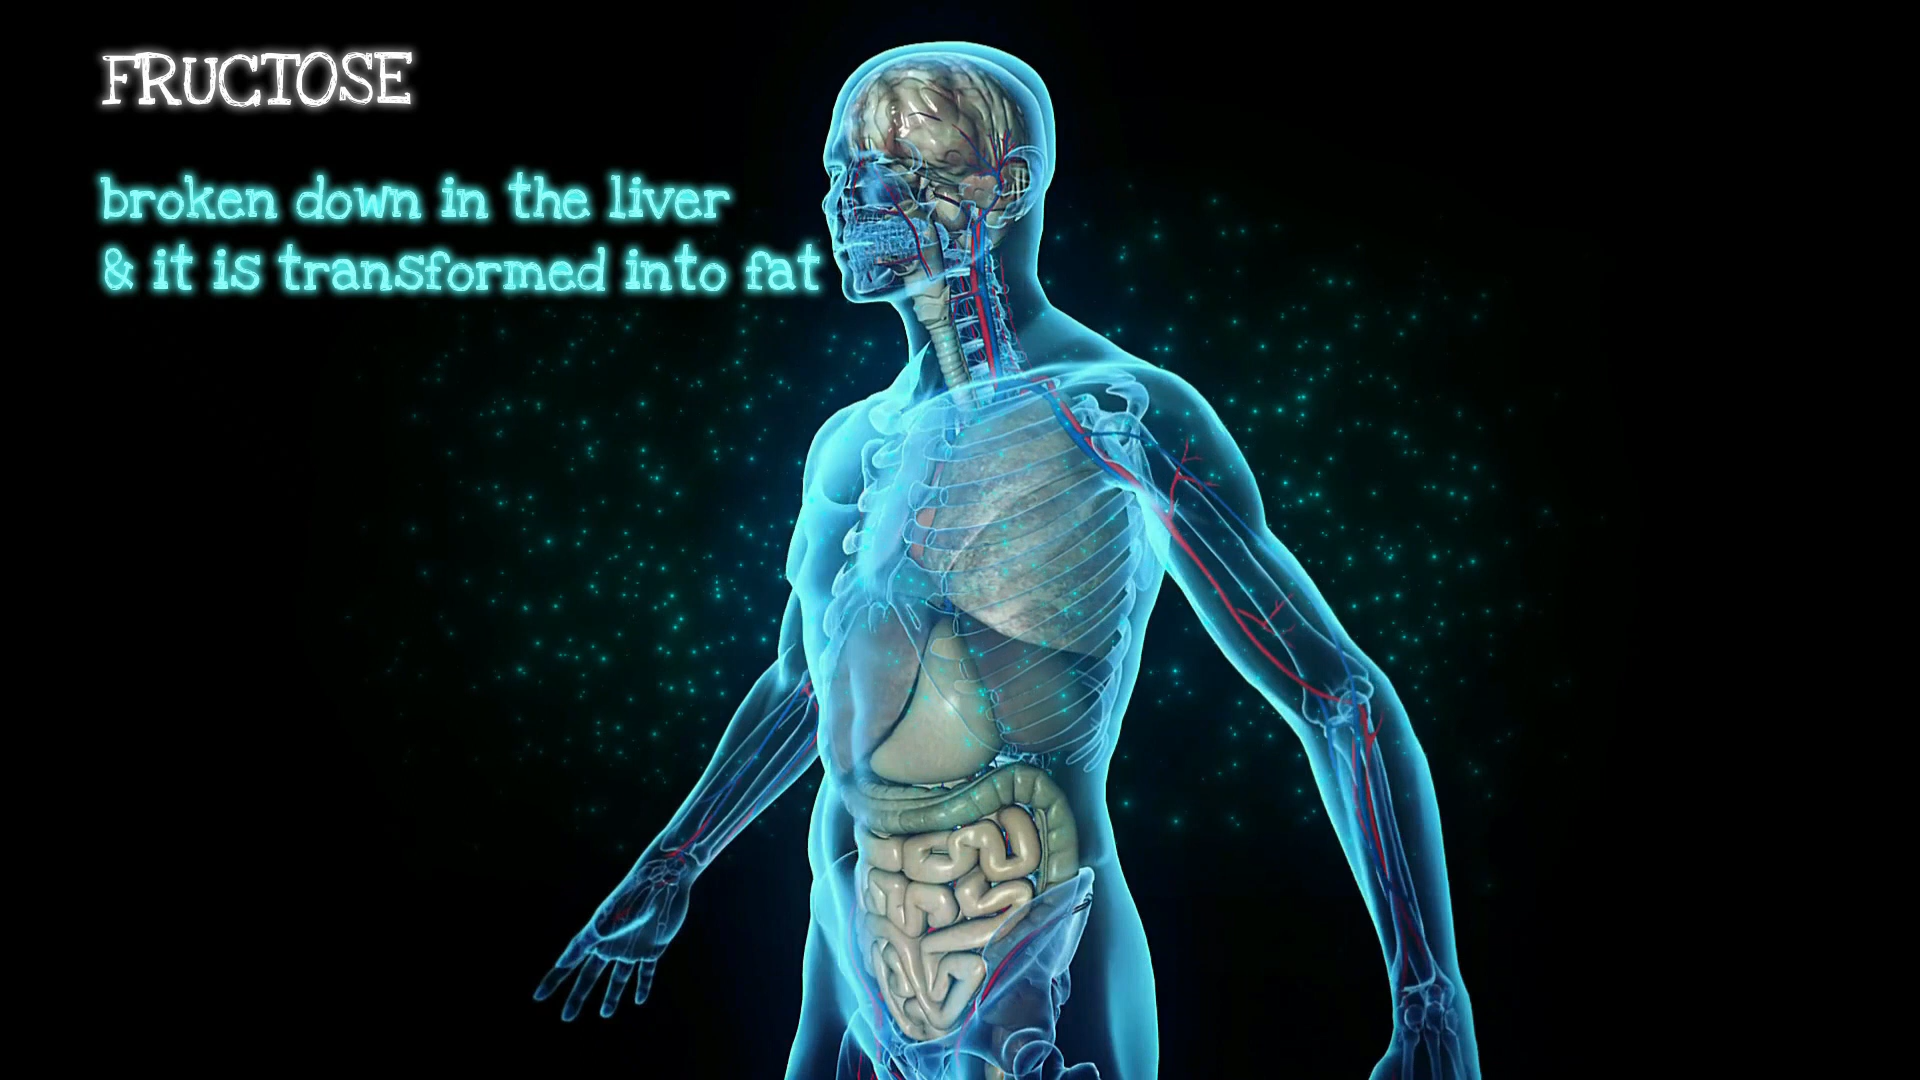 FRUCTOSE
broken down in the liver
& it is transformed into fat